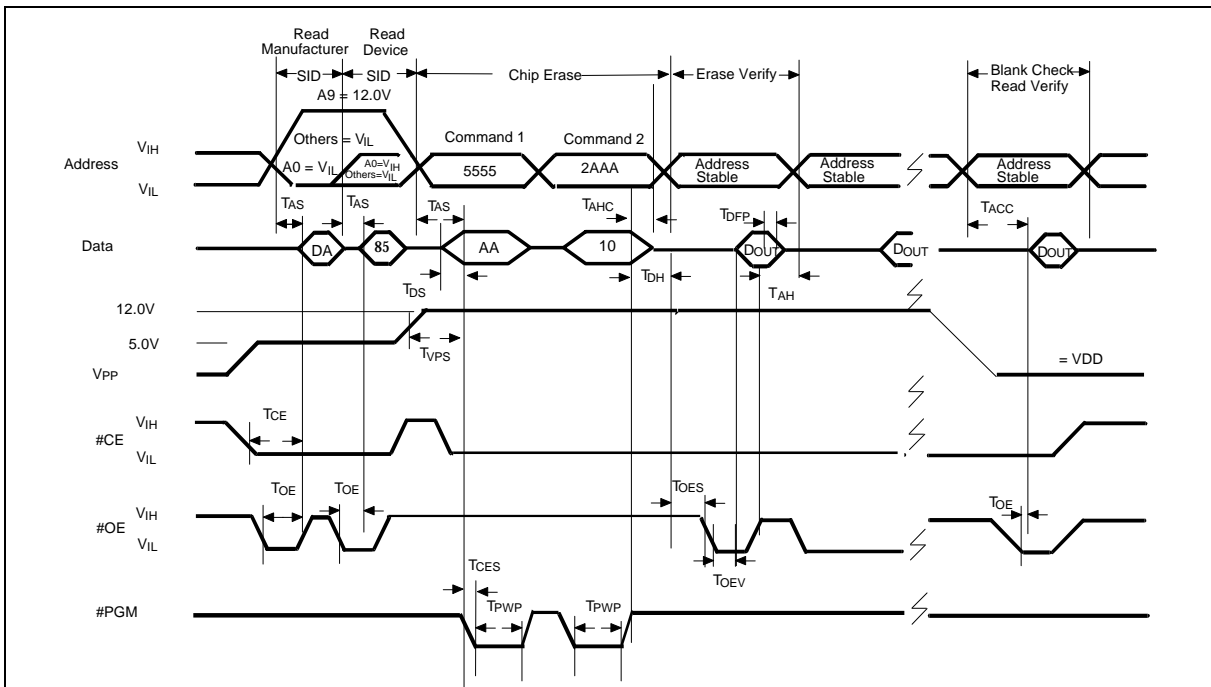 Read
Manufacturer
SID
Read
Device
SID
Chip Erase
Erase Verify
Blank Check
Read Verify
A9 = 12.0V
Others = VIL
Command 1
Command 2
Address
VIH
VIL
A0 = VIL
A0=VIH
Others=VIL
5555
2AAA
Address
Stable
Address
Stable
Address
Stable
TAS
TAS
TAS
TAHC
TDFP
TACC
Data
DA
85
AA
10
DOUT
DOUT
DOUT
TDS
TDH
TAH
12.0V
5.0V
VPP
TVPS
= VDD
#CE
VIH
VIL
TCE
#OE
VIH
VIL
TOE
TOE
TOES
TOE
TOEV
#PGM
TCES
TPWP
TPWP